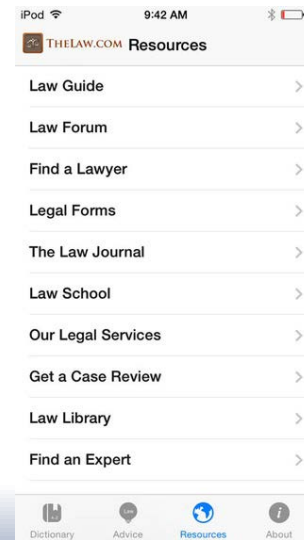 iPod 9:42 AM
THELAW.COM Resources
Law Guide
Law Forum
Find a Lawyer
Legal Forms
The Law Journal
Law School
Our Legal Services
Get a Case Review
Law Library
Find an Expert
Dictionary Advice Resources About